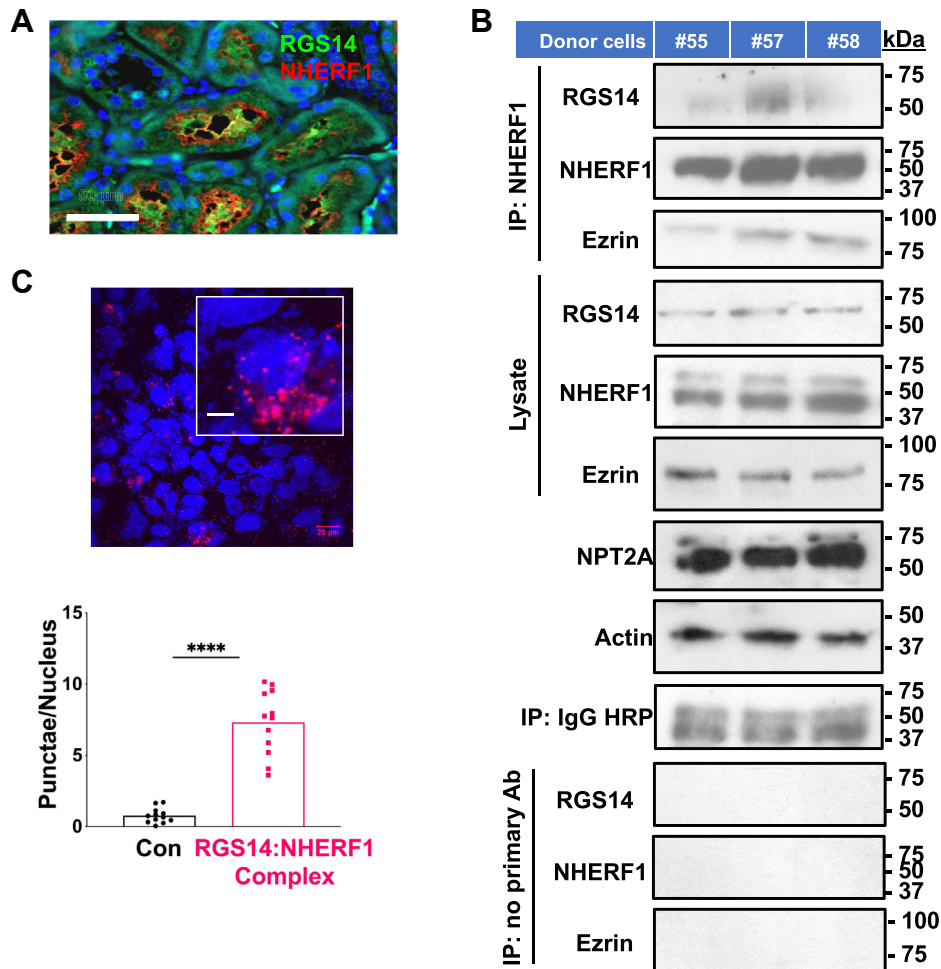 A
RGS14
NHERF1
50 µm
B
Donor cells #55 #57 #58 kDa
IP: NHERF1
RGS14
75
50
NHERF1
75
50
37
Ezrin
100
75
Lysate
RGS14
75
50
NHERF1
75
50
37
Ezrin
100
75
NPT2A
75
50
Actin
50
37
IP: IgG HRP
75
50
37
IP: no primary Ab
RGS14
75
50
NHERF1
75
50
37
Ezrin
100
75
C
20 µm
Punctae/Nucleus
15
10
5
0
****
Con
RGS14:NHERF1
Complex